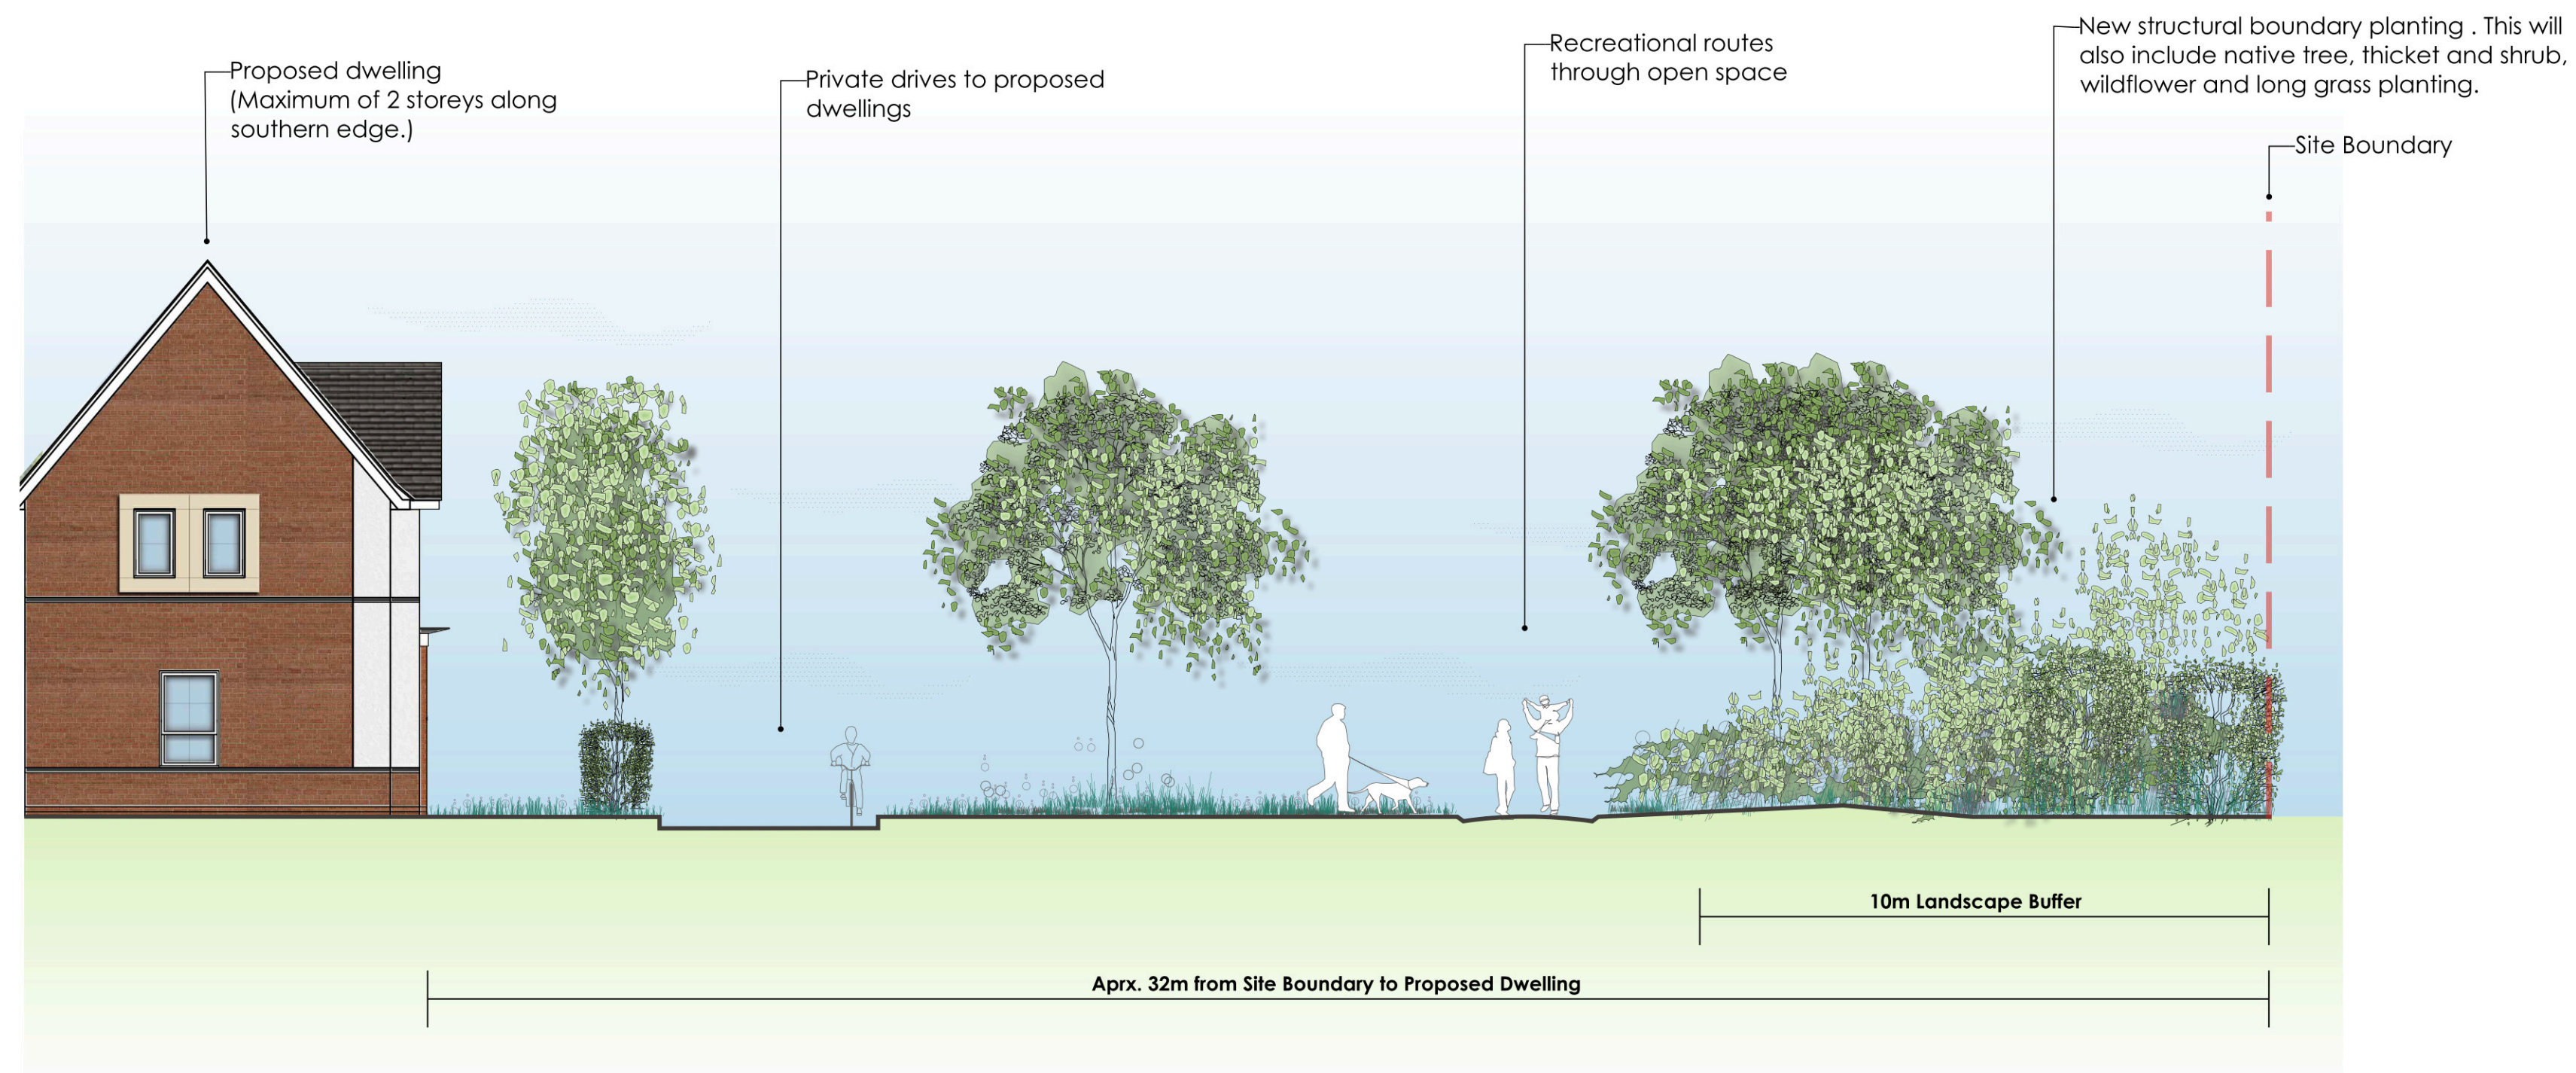 Proposed dwelling
(Maximum of 2 storeys along
southern edge.)
Private drives to proposed
dwellings
Recreational routes
through open space
New structural boundary planting . This will
also include native tree, thicket and shrub,
wildflower and long grass planting.
Site Boundary
10m Landscape Buffer
Aprx. 32m from Site Boundary to Proposed Dwelling